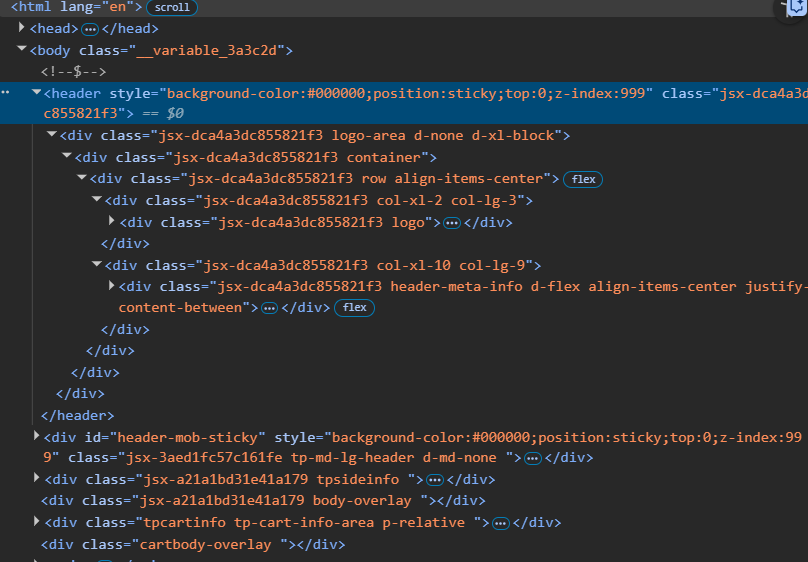 <html lang="en"> scroll
<head> ⋯ </head>
<body class="__variable_3a3c2d">
<!--$-->
<header style="background-color:#000000;position:sticky;top:0;z-index:999" class="jsx-dca4a3d
c855821f3"> == $0
<div class="jsx-dca4a3dc855821f3 logo-area d-none d-xl-block">
<div class="jsx-dca4a3dc855821f3 container">
<div class="jsx-dca4a3dc855821f3 row align-items-center"> flex
<div class="jsx-dca4a3dc855821f3 col-xl-2 col-lg-3">
<div class="jsx-dca4a3dc855821f3 logo"> ⋯ </div>
</div>
<div class="jsx-dca4a3dc855821f3 col-xl-10 col-lg-9">
<div class="jsx-dca4a3dc855821f3 header-meta-info d-flex align-items-center justify-
content-between"> ⋯ </div> flex
</div>
</div>
</div>
</div>
</header>
<div id="header-mob-sticky" style="background-color:#000000;position:sticky;top:0;z-index:99
9" class="jsx-3aed1fc57c161fe tp-md-lg-header d-md-none "> ⋯ </div>
<div class="jsx-a21a1bd31e41a179 tpsideinfo "> ⋯ </div>
<div class="jsx-a21a1bd31e41a179 body-overlay "></div>
<div class="tpcartinfo tp-cart-info-area p-relative "> ⋯ </div>
<div class="cartbody-overlay "></div>